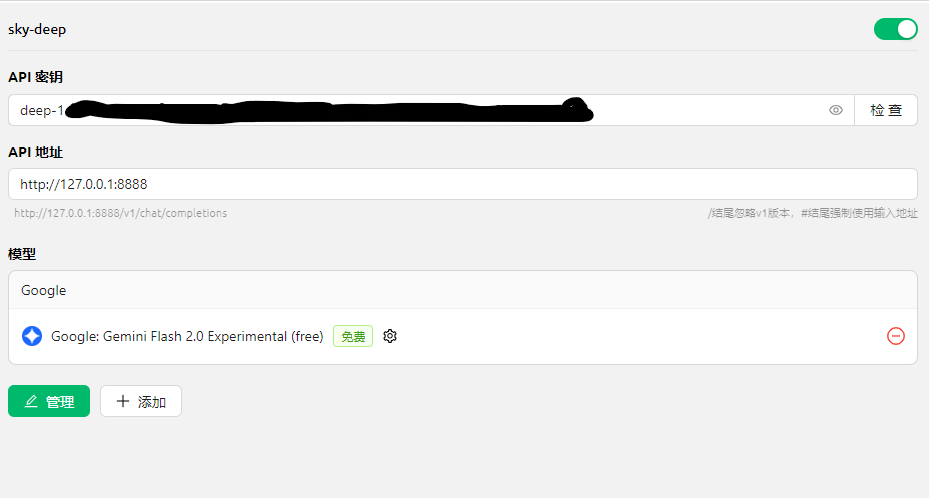 sky-deep
API 密钥
deep-1
检 查
API 地址
http://127.0.0.1:8888
http://127.0.0.1:8888/v1/chat/completions
/结尾忽略v1版本，#结尾强制使用输入地址
模型
Google
Google: Gemini Flash 2.0 Experimental (free) 免费
管理
添加